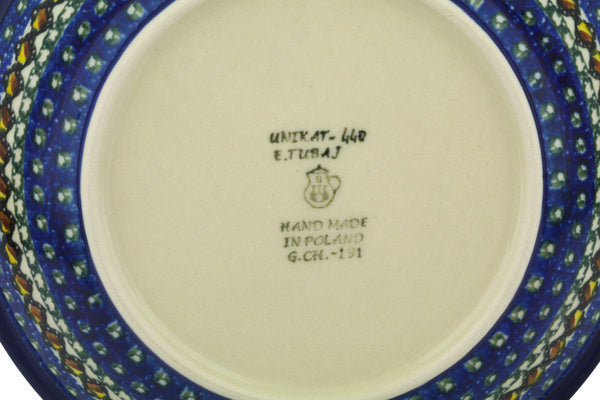 UNIKAT-440
E.TUBAJ
HAND MADE
IN POLAND
G.CH.-191